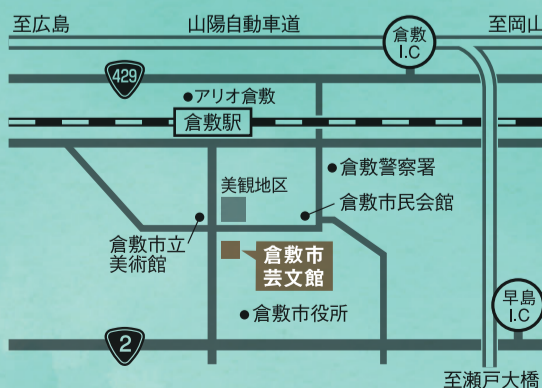 至広島
山陽自動車道
至岡山
倉敷
I.C
429
アリオ倉敷
倉敷駅
倉敷警察署
美観地区
倉敷市民会館
倉敷市立
美術館
倉敷市
芸文館
倉敷市役所
早島
I.C
2
至瀬戸大橋